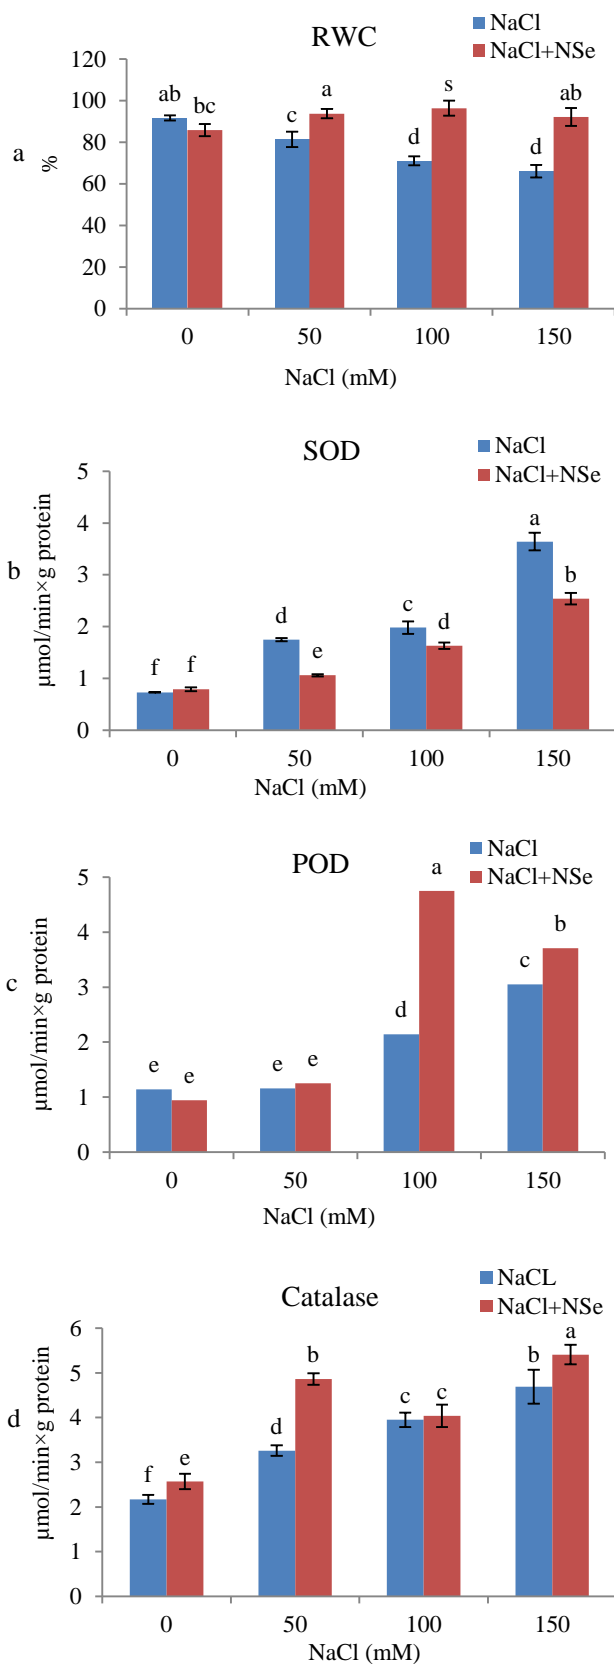 RWC
NaCl
NaCl+NSe
120
100
80
60
40
20
0
a
%
ab
bc
c
a
d
s
d
ab
0 50 100 150
NaCl (mM)
SOD
NaCl
NaCl+NSe
5
4
3
2
1
0
b
µmol/min×g protein
f
f
d
e
c
d
a
b
0 50 100 150
NaCl (mM)
POD
NaCl
NaCl+NSe
5
4
3
2
1
0
c
µmol/min×g protein
e
e
e
e
d
a
c
b
0 50 100 150
NaCl (mM)
Catalase
NaCL
NaCl+NSe
6
5
4
3
2
1
0
d
µmol/min×g protein
f
e
d
b
c
c
b
a
0 50 100 150
NaCl (mM)